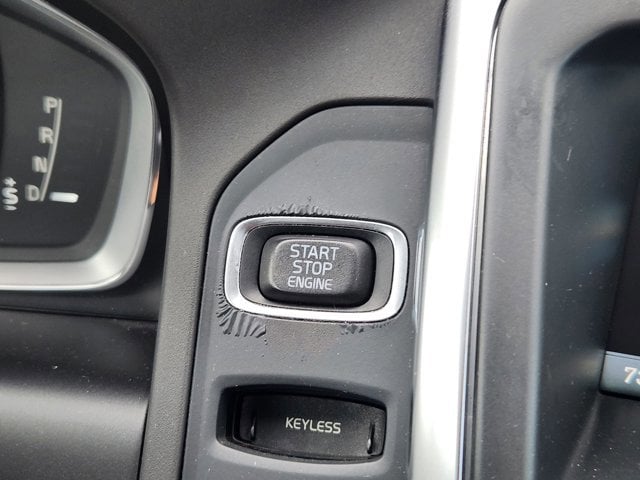 P
R
N
D
+S-
START
STOP
ENGINE
KEYLESS